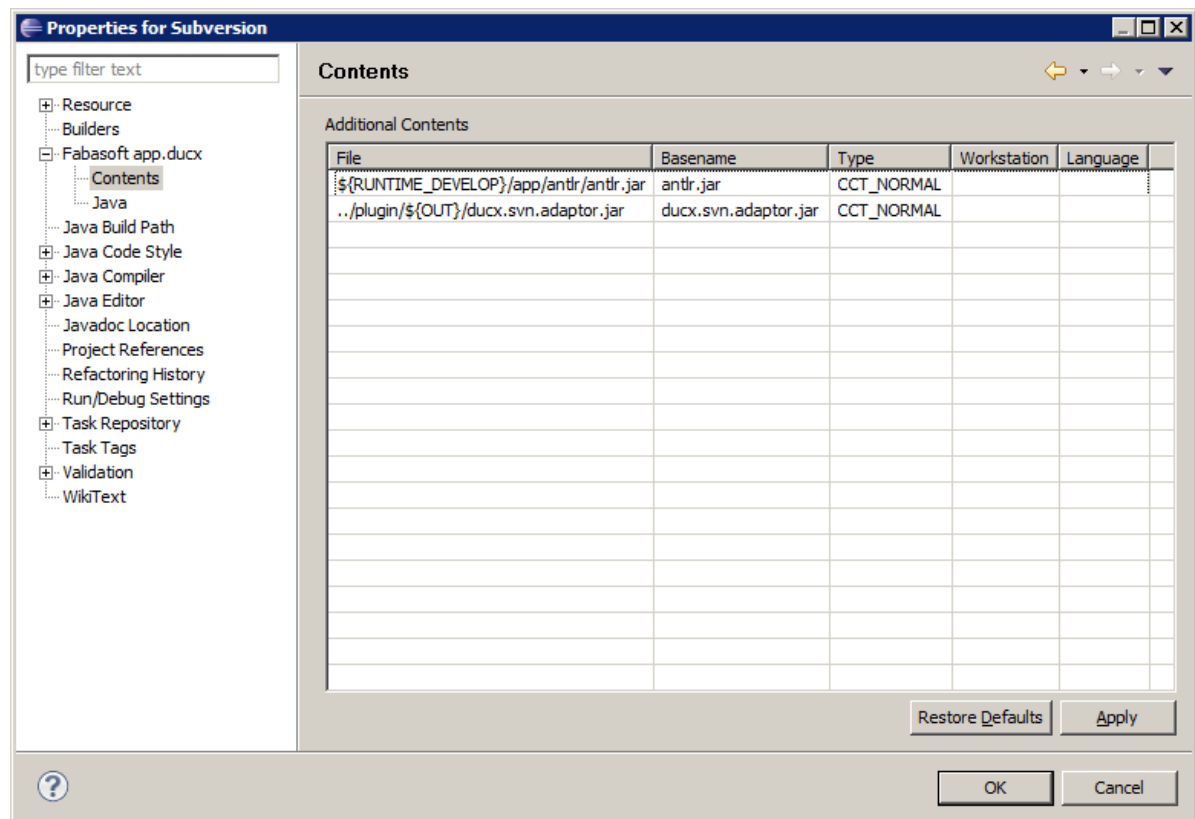 Properties for Subversion
type filter text
Resource
Builders
Fabasoft app.ducx
Contents
Java
Java Build Path
Java Code Style
Java Compiler
Java Editor
Javadoc Location
Project References
Refactoring History
Run/Debug Settings
Task Repository
Task Tags
Validation
WikiText
Contents
Additional Contents
File Basename Type Workstation Language
${RUNTIME_DEVELOP}/app/antlr/antlr.jar antlr.jar CCT_NORMAL
../plugin/${OUT}/ducx.svn.adaptor.jar ducx.svn.adaptor.jar CCT_NORMAL
Restore Defaults Apply
? OK Cancel